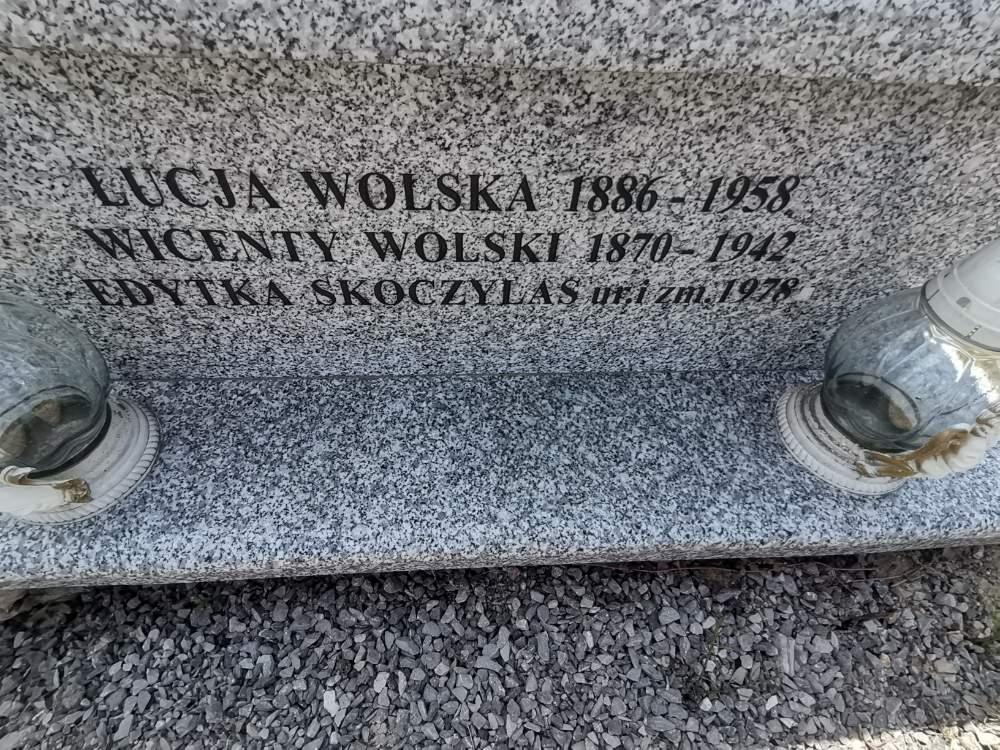 ŁUCJA WOLSKA 1886 - 1958
WICENTY WOLSKI 1870 - 1942
EDYTKA SKOCZYLAS ur.i zm.1978